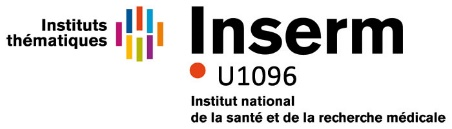 Instituts
thématiques
Inserm
U1096
Institut national
de la santé et de la recherche médicale